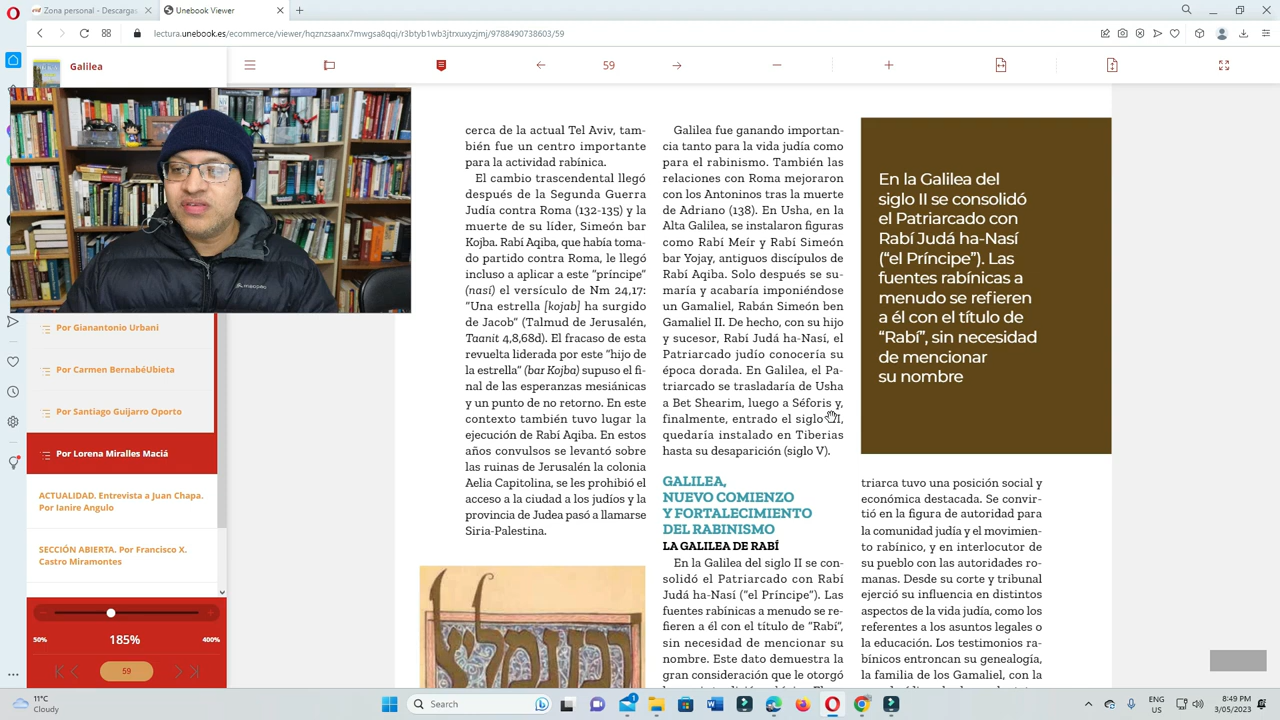 Zona personal - Descargas
Unebook Viewer
lectura.unebook.es/ecommerce/viewer/hqznzsaanx7mwgsa8qqi/r3btyb1wb3jtrxuxyzjmj/9788490738603/59
Galilea
59
cerca de la actual Tel Aviv, tam-
bién fue un centro importante
para la actividad rabínica.
El cambio trascendental llegó
después de la Segunda Guerra
Judía contra Roma (132-135) y la
muerte de su líder, Simeón bar
Kojba. Rabí Aqiba, que había toma-
do partido contra Roma, le llegó
incluso a aplicar a este "príncipe"
(nasí) el versículo de Nm 24,17:
"Una estrella [kojab] ha surgido
de Jacob" (Talmud de Jerusalén,
Taanit 4,8,68d). El fracaso de esta
revuelta liderada por este "hijo de
la estrella" (bar Kojba) supuso el fi-
nal de las esperanzas mesiánicas
y un punto de no retorno. En este
contexto también tuvo lugar la
ejecución de Rabí Aqiba. En estos
años convulsos se levantó sobre
las ruinas de Jerusalén la colonia
Aelia Capitolina, se les prohibió el
acceso a la ciudad a los judíos y la
provincia de Judea pasó a llamarse
Siria-Palestina.
Galilea fue ganando importan-
cia tanto para la vida judía como
para el rabinismo. También las
relaciones con Roma mejoraron
con los Antoninos tras la muerte
de Adriano (138). En Usha, en la
Alta Galilea, se instalaron figuras
como Rabí Meír y Rabí Simeón
bar Yojay, antiguos discípulos de
Rabí Aqiba. Solo después se su-
maría y acabaría imponiéndose
un Gamaliel, Rabán Simeón ben
Gamaliel II. De hecho, con su hijo
y sucesor, Rabí Judá ha-Nasí, el
Patriarcado judío conocería su
época dorada. En Galilea, el Pa-
triarcado se trasladaría de Usha
a Bet Shearim, luego a Séforis y,
finalmente, entrado el siglo
quedaría instalado en Tiberias
hasta su desaparición (siglo V).
GALILEA,
NUEVO COMIENZO
Y FORTALECIMIENTO
DEL RABINISMO
LA GALILEA DE RABÍ
En la Galilea del siglo II se con-
solidó el Patriarcado con Rabí
Judá ha-Nasí ("el Príncipe"). Las
fuentes rabínicas a menudo se re-
fieren a él con el titulo de "Rabí",
sin necesidad de mencionar su
nombre. Este dato demuestra la
gran consideración que le otorgó
En la Galilea del
siglo II se consolidó
el Patriarcado con
Rabí Judá ha-Nasí
("el Príncipe"). Las
fuentes rabínicas a
menudo se refieren
a él con el título de
"Rabí", sin necesidad
de mencionar
su nombre
triarca tuvo una posición social y
económica destacada. Se convir-
tió en la figura de autoridad para
la comunidad judía y el movimien-
to rabínico, y en interlocutor de
su pueblo con las autoridades ro-
manas. Desde su corte y tribunal
ejerció su influencia en distintos
aspectos de la vida judía, como los
referentes a los asuntos legales o
la educación. Los testimonios ra-
bínicos entroncan su genealogía,
la familia de los Gamaliel, con la
Por Gianantonio Urbani
Por Carmen BernabéUbieta
Por Santiago Guijarro Oporto
Por Lorena Miralles Maciá
ACTUALIDAD. Entrevista a Juan Chapa.
Por Ianire Angulo
SECCIÓN ABIERTA. Por Francisco X.
Castro Miramontes
50%
185%
400%
59
11°C
Cloudy
Search
ENG
ES
8:49 PM
3/05/2023